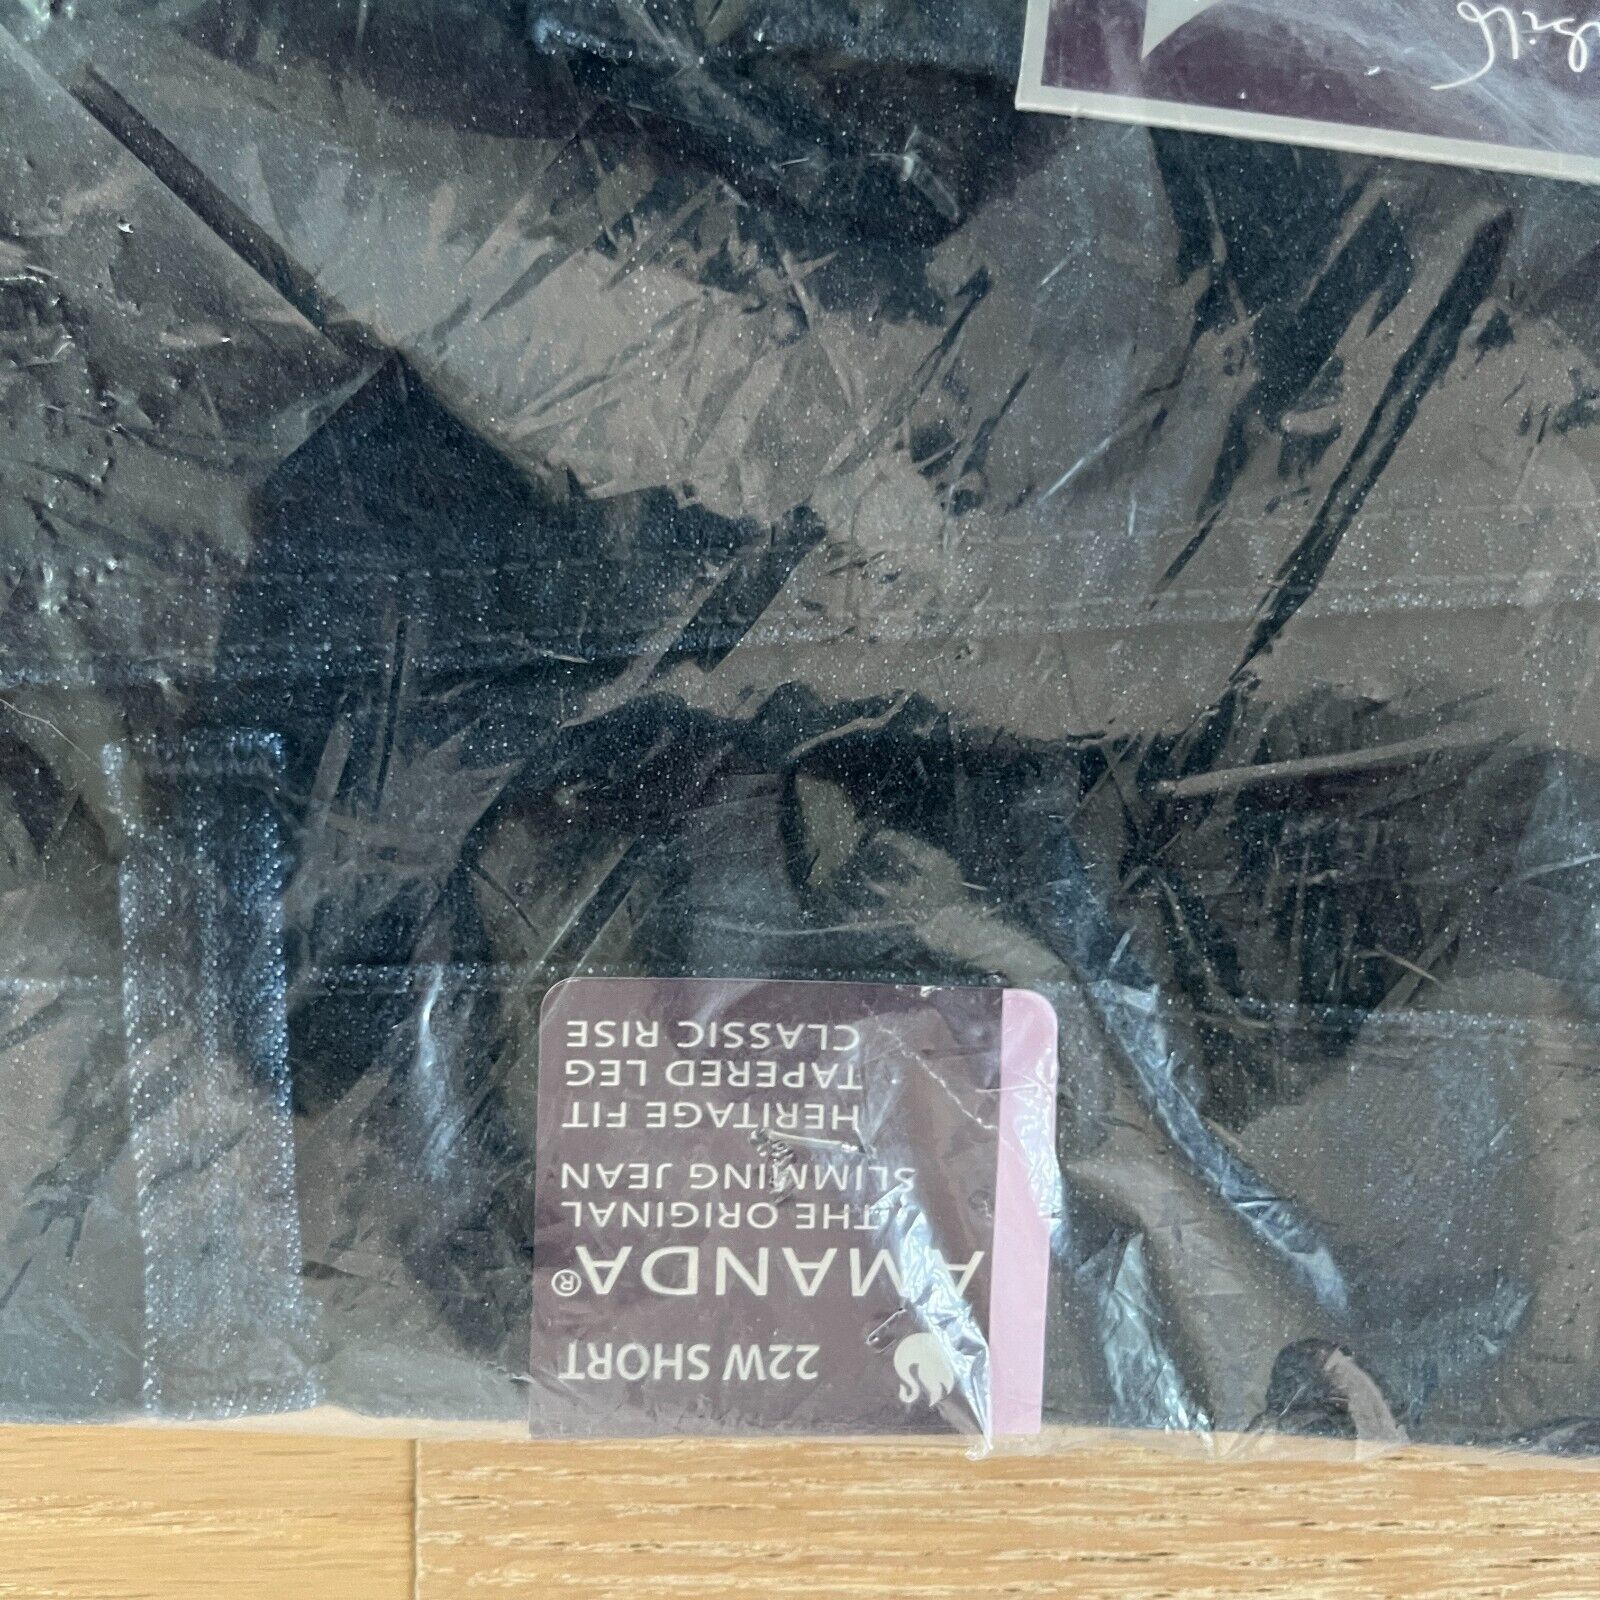 22W SHORT
AMANDA®
THE ORIGINAL
SLIMMING JEAN
HERITAGE FIT
TAPERED LEG
CLASSIC RISE